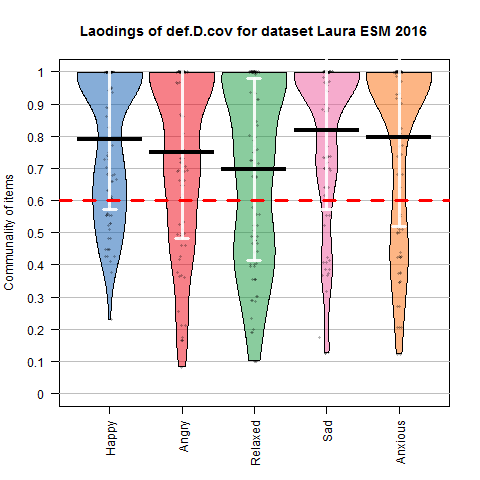 Laodings of def.D.cov for dataset Laura ESM 2016
Communality of items
1
0.9
0.8
0.7
0.6
0.5
0.4
0.3
0.2
0.1
0
Happy
Angry
Relaxed
Sad
Anxious